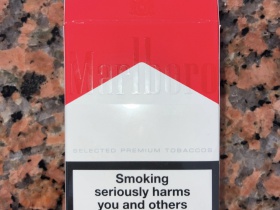 Marlboro
SELECTED PREMIUM TOBACCOS
Smoking
seriously harms
you and others